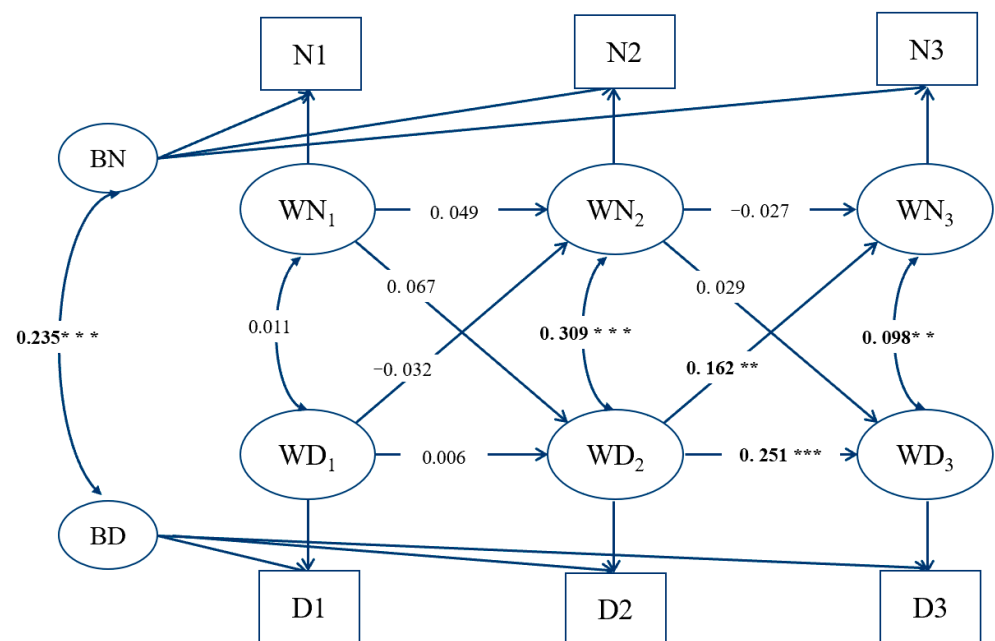 N1
N2
N3
BN
WN₁
0. 049
WN₂
−0. 027
WN₃
0. 067
0. 029
0.235* * *
0.011
0. 309 * * *
0. 098* *
−0. 032
0. 162 **
WD₁
0.006
WD₂
0. 251 ***
WD₃
BD
D1
D2
D3